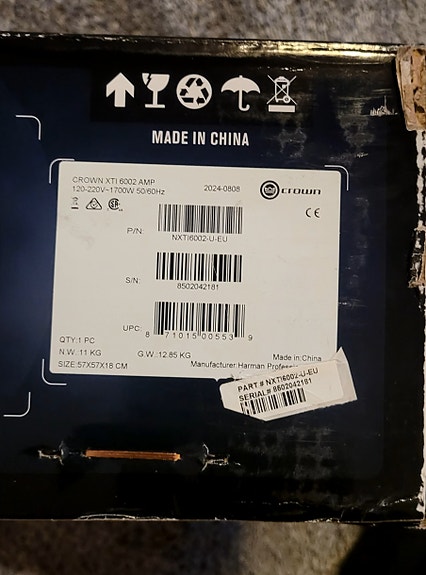 MADE IN CHINA
CROWN XTI 6002 AMP
120-220V~1700W 50/60Hz
2024-0808
crown
CE
P/N:
NXTI6002-U-EU
S/N:
8502042181
UPC:
8 71015 00553 9
QTY:1 PC
N.W.:11 KG
G.W.:12.85 KG
Made in:China
SIZE:57X57X18 CM
Manufacturer:Harman
PART# NXTI6002-U-EU
SERIAL# 8502042181